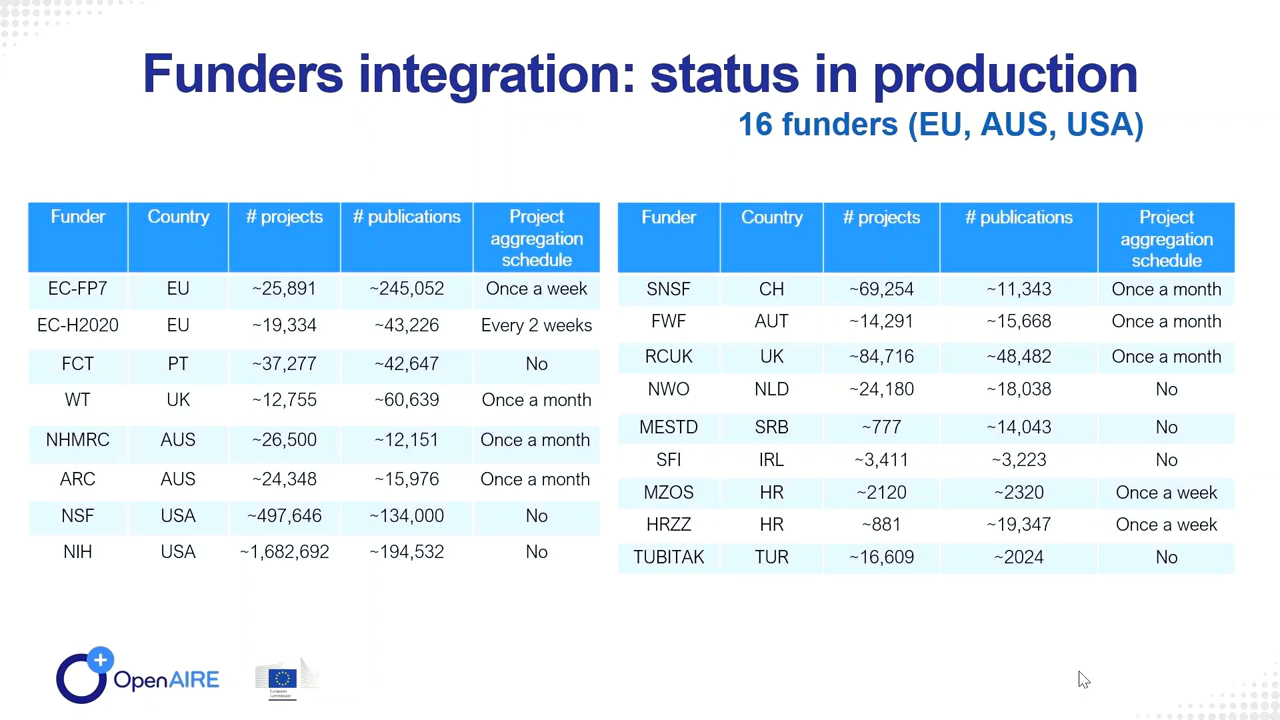 Funders integration: status in production
16 funders (EU, AUS, USA)
Funder Country # projects # publications Project aggregation schedule
EC-FP7 EU ~25,891 ~245,052 Once a week
EC-H2020 EU ~19,334 ~43,226 Every 2 weeks
FCT PT ~37,277 ~42,647 No
WT UK ~12,755 ~60,639 Once a month
NHMRC AUS ~26,500 ~12,151 Once a month
ARC AUS ~24,348 ~15,976 Once a month
NSF USA ~497,646 ~134,000 No
NIH USA ~1,682,692 ~194,532 No
Funder Country # projects # publications Project aggregation schedule
SNSF CH ~69,254 ~11,343 Once a month
FWF AUT ~14,291 ~15,668 Once a month
RCUK UK ~84,716 ~48,482 Once a month
NWO NLD ~24,180 ~18,038 No
MESTD SRB ~777 ~14,043 No
SFI IRL ~3,411 ~3,223 No
MZOS HR ~2120 ~2320 Once a week
HRZZ HR ~881 ~19,347 Once a week
TUBITAK TUR ~16,609 ~2024 No
OpenAIRE
European
Commission